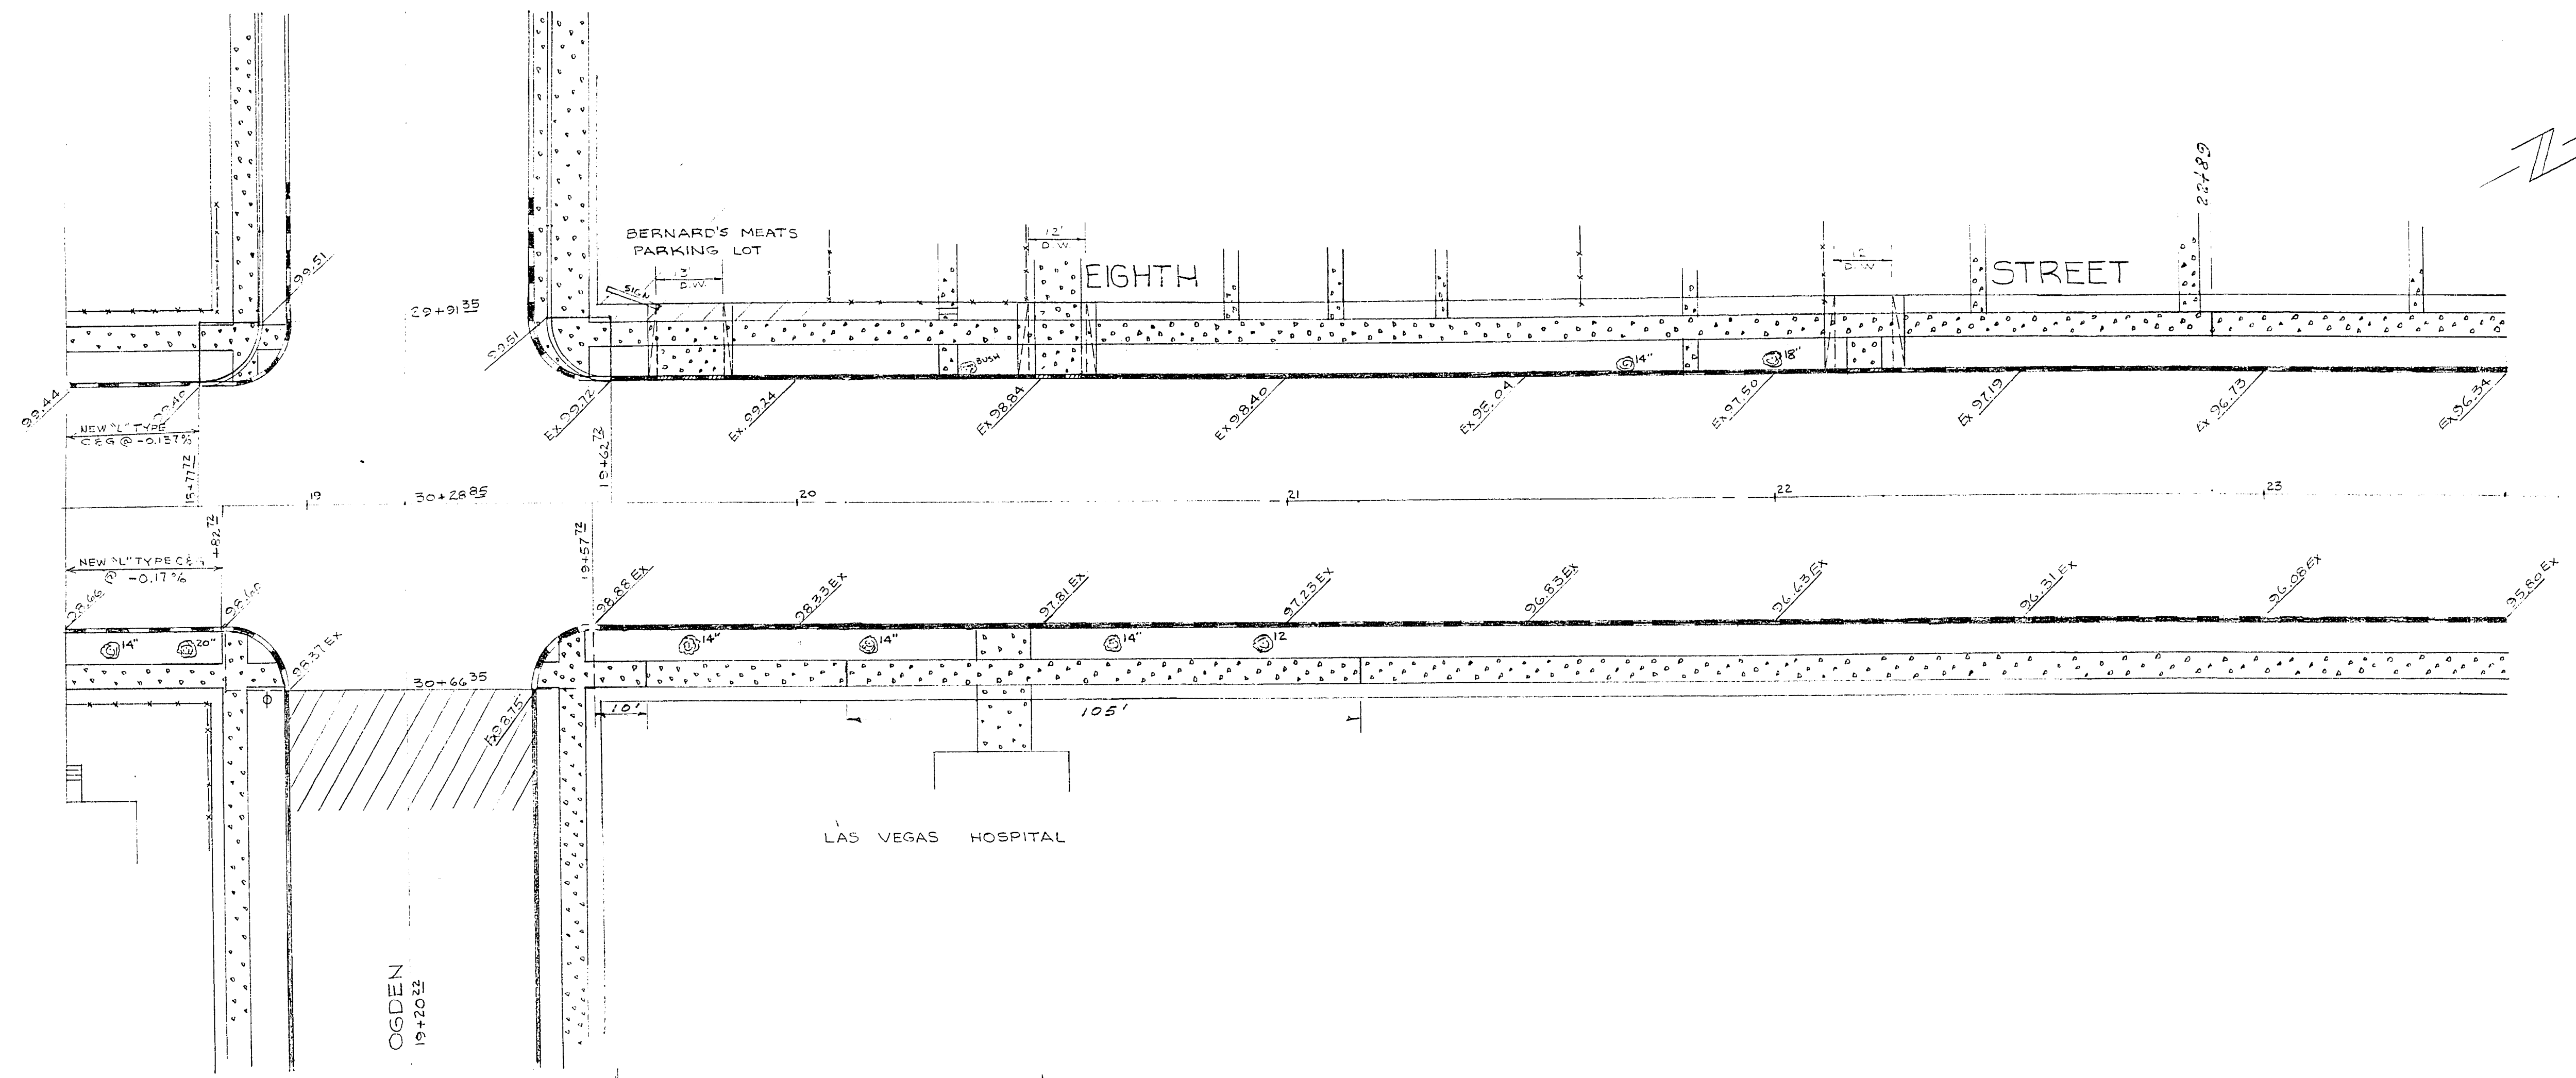 22+89
BERNARD'S MEATS
PARKING LOT
SIGN
13'
D.W.
12'
D.W.
EIGHTH
12'
D.W.
STREET
99.51
29+91 35
99.51
BUSH
14"
18"
99.44
99.40
Ex 99.72
Ex. 99.24
Ex 98.84
Ex 98.40
Ex 98.04
Ex 97.50
Ex 97.19
Ex 96.73
Ex 96.34
NEW "L" TYPE
C & G @ -0.137%
18+77 72
19+62 72
19
30+28 85
20
21
22
23
+82 72
19+57 72
NEW "L" TYPE C & G
@ -0.17%
98.66
98.88 Ex
98.33 Ex
97.81 Ex
97.23 Ex
96.83 Ex
96.63 Ex
96.31 Ex
96.08 Ex
95.80 Ex
14"
20"
98.37 Ex
14"
14"
14"
12
30+66 35
Ex 98.75
10'
105'
LAS VEGAS HOSPITAL
OGDEN
19+20 22